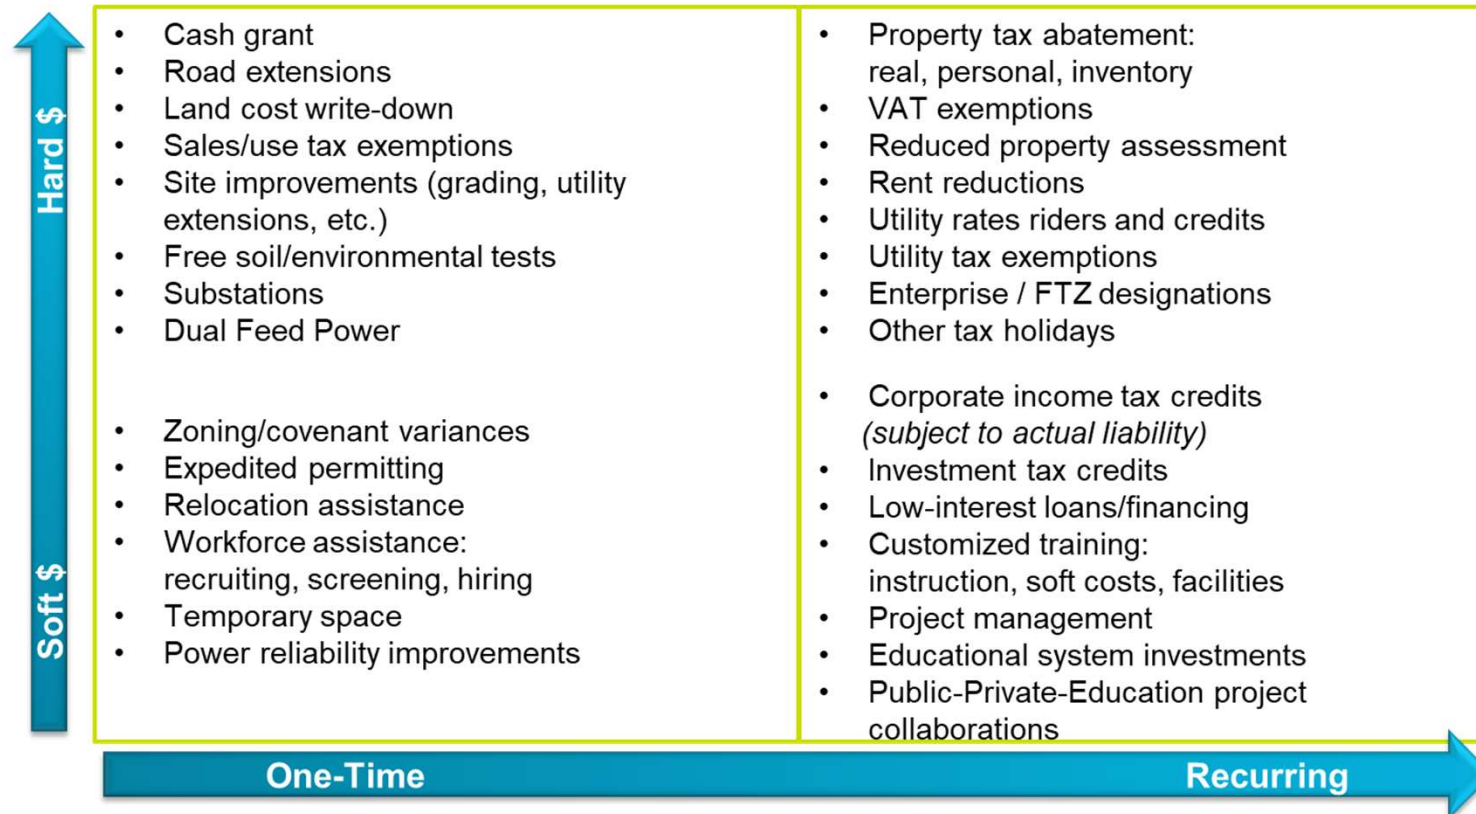 Hard $
Soft $
• Cash grant
• Road extensions
• Land cost write-down
• Sales/use tax exemptions
• Site improvements (grading, utility
extensions, etc.)
• Free soil/environmental tests
• Substations
• Dual Feed Power
• Zoning/covenant variances
• Expedited permitting
• Relocation assistance
• Workforce assistance:
recruiting, screening, hiring
• Temporary space
• Power reliability improvements
• Property tax abatement:
real, personal, inventory
• VAT exemptions
• Reduced property assessment
• Rent reductions
• Utility rates riders and credits
• Utility tax exemptions
• Enterprise / FTZ designations
• Other tax holidays
• Corporate income tax credits
(subject to actual liability)
• Investment tax credits
• Low-interest loans/financing
• Customized training:
instruction, soft costs, facilities
• Project management
• Educational system investments
• Public-Private-Education project
collaborations
One-Time
Recurring